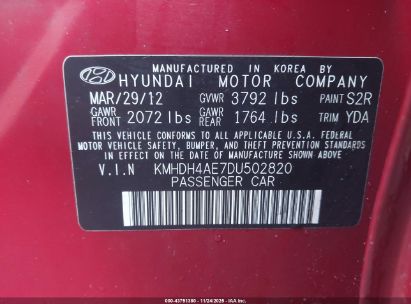 MANUFACTURED IN KOREA BY
HYUNDAI MOTOR COMPANY
MAR/29/12 GVWR 3792 lbs PAINT S2R
GAWR FRONT 2072 lbs GAWR REAR 1764 lbs TRIM YDA
THIS VEHICLE CONFORMS TO ALL APPLICABLE U.S.A. FEDERAL
MOTOR VEHICLE SAFETY, BUMPER, AND THEFT PREVENTION STANDARDS
IN EFFECT ON THE DATE OF MANUFACTURE SHOWN ABOVE.
V.I.N KMHDH4AE7DU502820
PASSENGER CAR